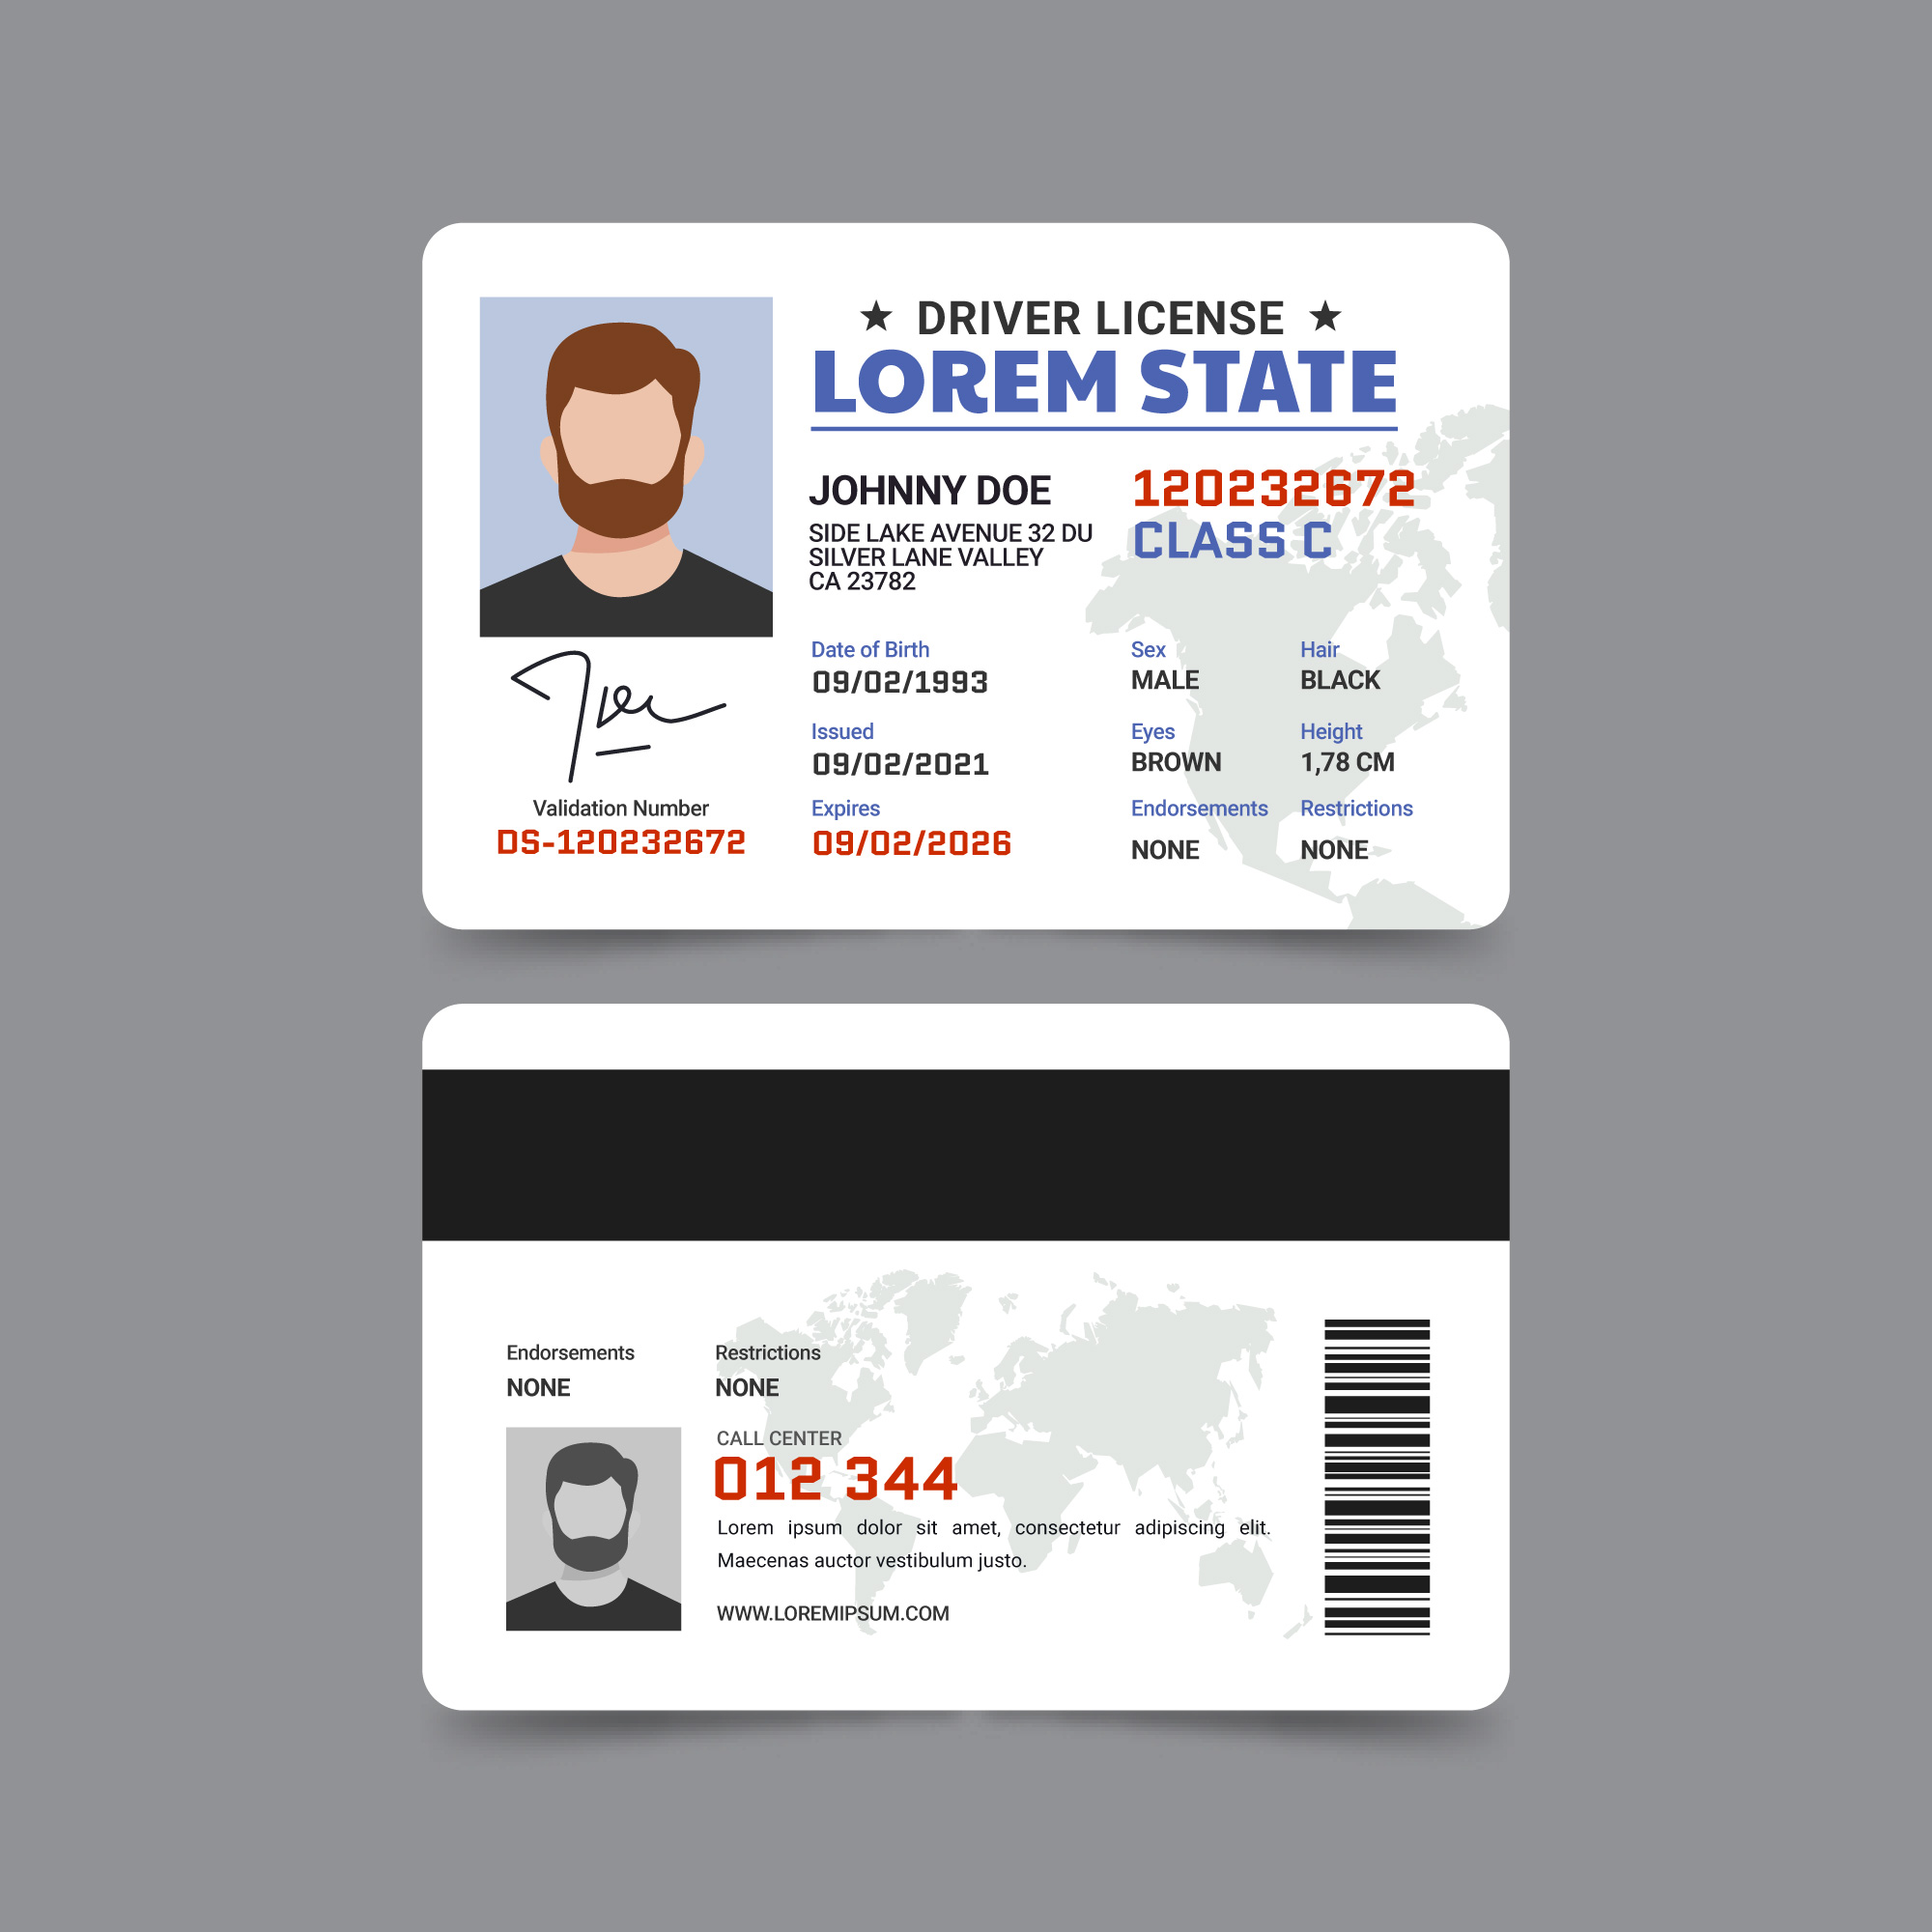 ★ DRIVER LICENSE ★
LOREM STATE
JOHNNY DOE
SIDE LAKE AVENUE 32 DU
SILVER LANE VALLEY
CA 23782
120232672
CLASS C
Date of Birth
09/02/1993
Sex
MALE
Hair
BLACK
Issued
09/02/2021
Eyes
BROWN
Height
1,78 CM
Validation Number
DS-120232672
Expires
09/02/2026
Endorsements
NONE
Restrictions
NONE
Endorsements
NONE
Restrictions
NONE
CALL CENTER
012 344
Lorem ipsum dolor sit amet, consectetur adipiscing elit.
Maecenas auctor vestibulum justo.
WWW.LOREMIPSUM.COM